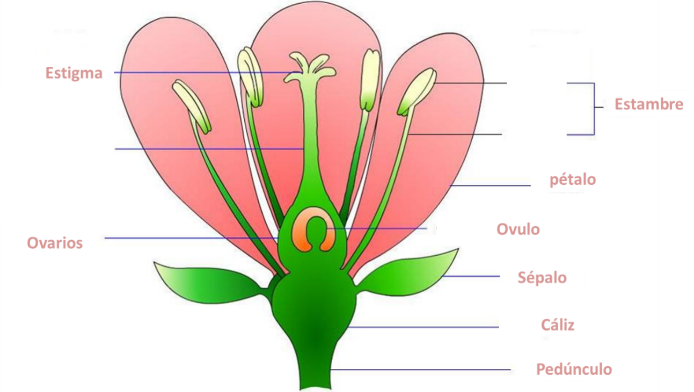 Estigma
Estambre
pétalo
Ovulo
Ovarios
Sépalo
Cáliz
Pedúnculo